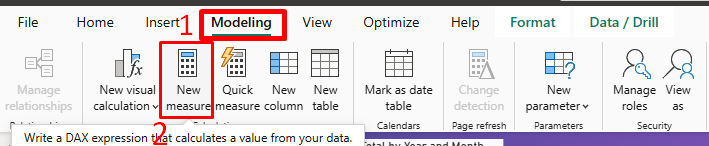 File Home Insert Modeling View Optimize Help Format Data / Drill
1
Manage
relationships
New visual
calculation
New
measure
Quick
measure
New
column
New
table
Mark as date
table
Change
detection
New
parameter
Manage
roles
View
as
Calendars Page refresh Parameters Security
2
Write a DAX expression that calculates a value from your data.
Total by Year and Month